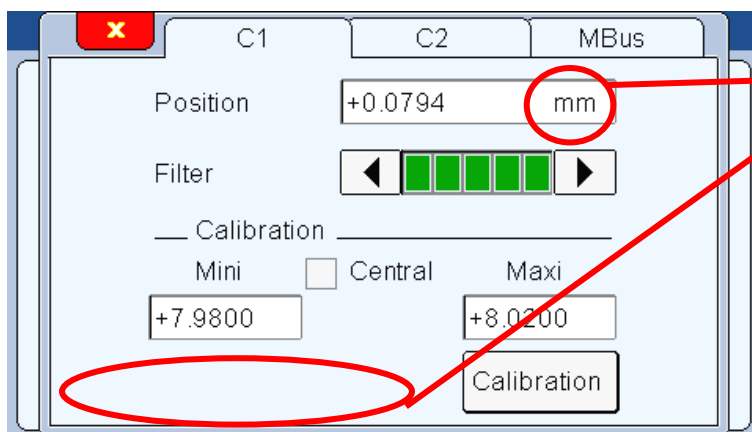 x C1 C2 MBus
Position +0.0794 mm
Filter
Calibration
Mini Central Maxi
+7.9800 +8.0200
Calibration